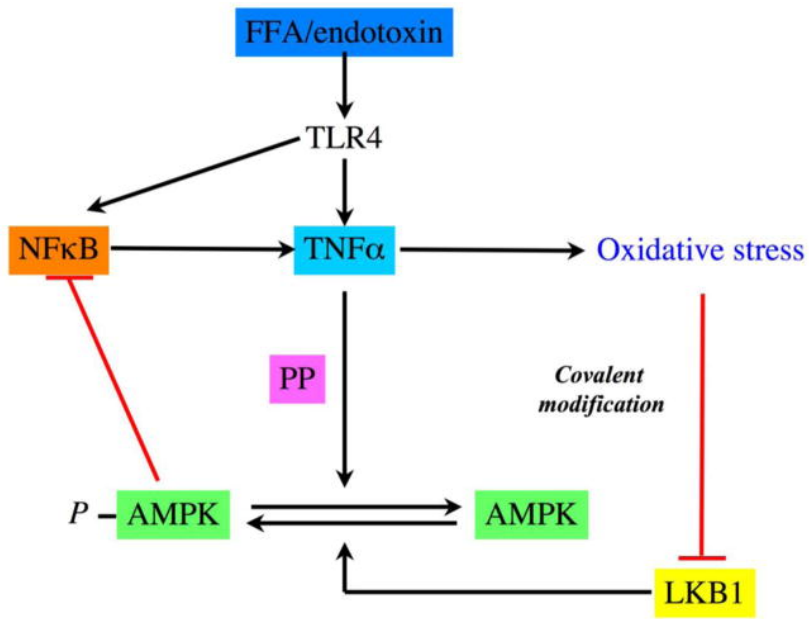 FFA/endotoxin
TLR4
NFκB
TNFα
Oxidative stress
PP
Covalent
modification
P
AMPK
AMPK
LKB1